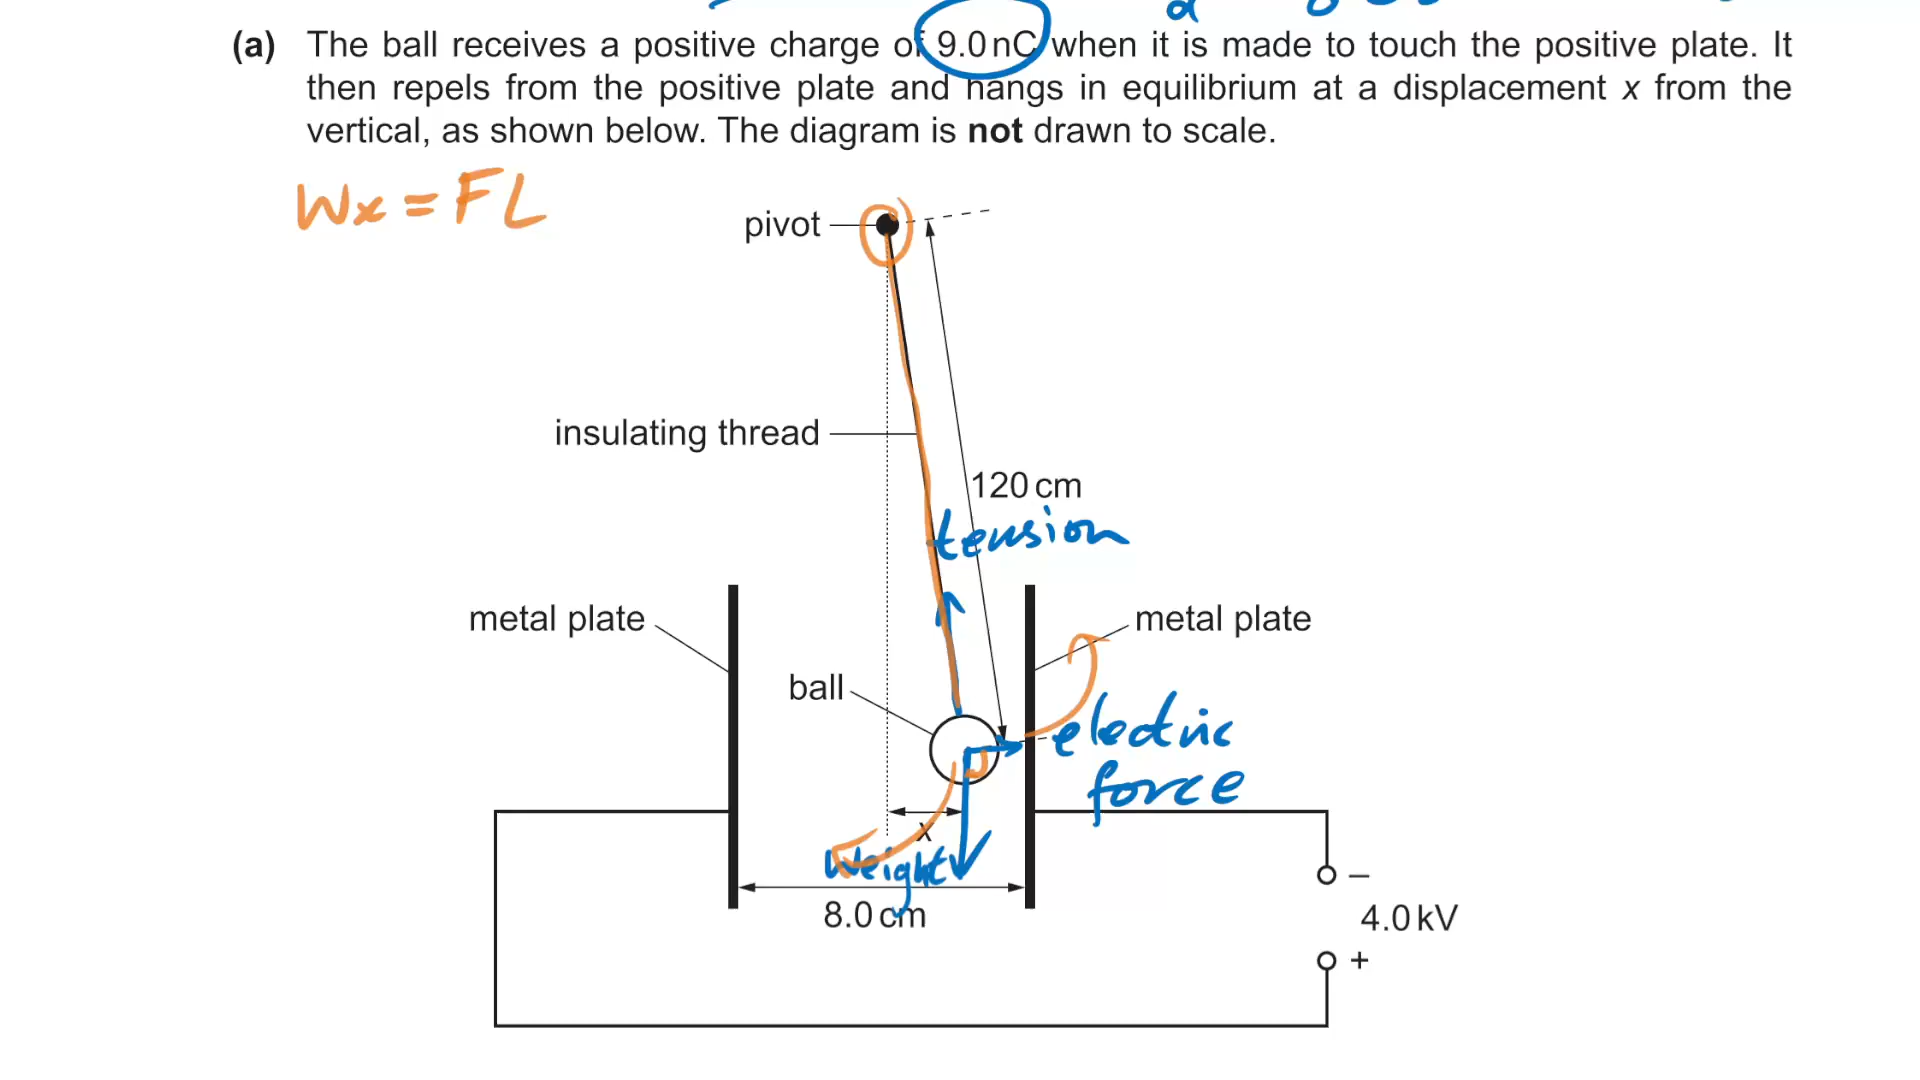 (a) The ball receives a positive charge of 9.0 nC when it is made to touch the positive plate. It
then repels from the positive plate and hangs in equilibrium at a displacement x from the
vertical, as shown below. The diagram is not drawn to scale.
Wx = FL
pivot
insulating thread
120 cm
tension
metal plate
metal plate
ball
electric
force
x
weight
8.0 cm
–
4.0 kV
+